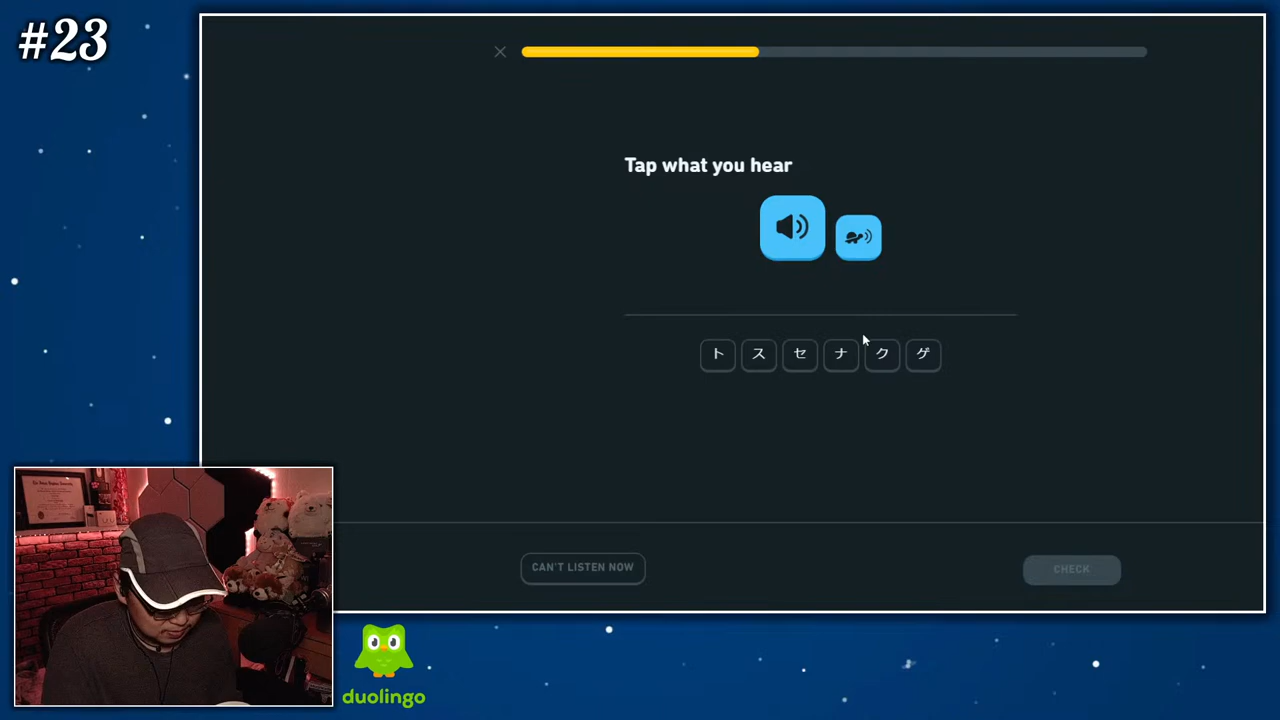 #23
Tap what you hear
ト ス セ ナ ク ゲ
CAN'T LISTEN NOW
CHECK
duolingo